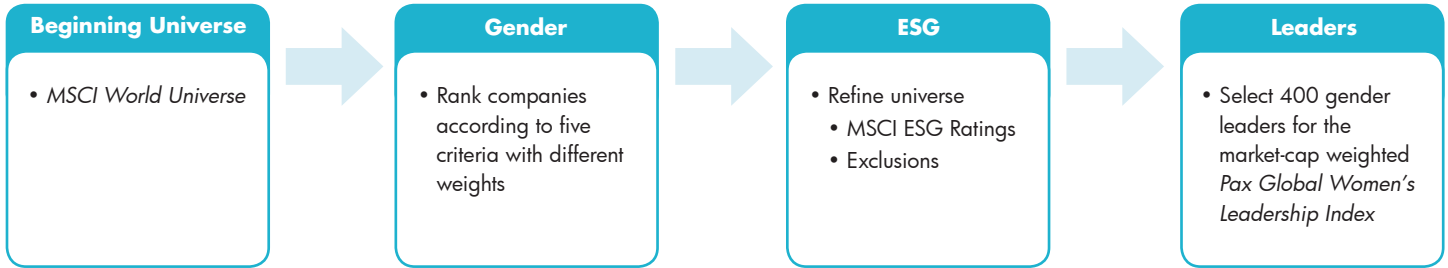 Beginning Universe
• MSCI World Universe
Gender
• Rank companies
according to five
criteria with different
weights
ESG
• Refine universe
• MSCI ESG Ratings
• Exclusions
Leaders
• Select 400 gender
leaders for the
market-cap weighted
Pax Global Women’s
Leadership Index